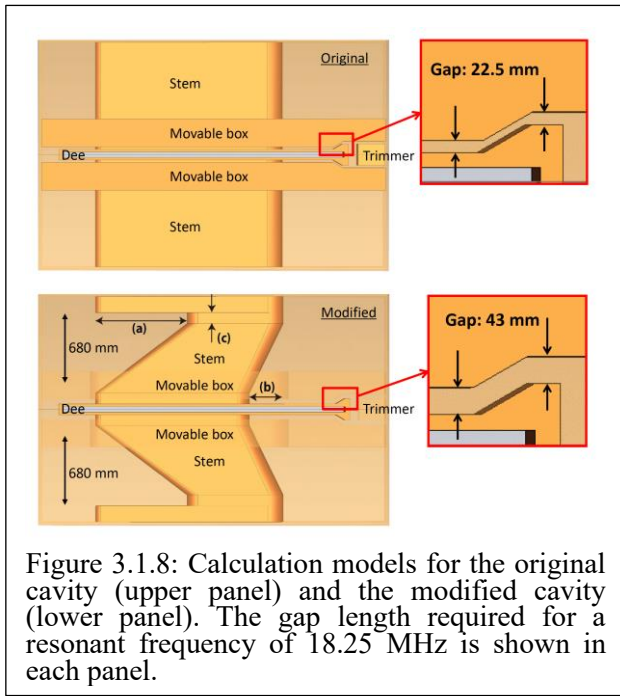 Original
Stem
Gap: 22.5 mm
Movable box
Dee
Trimmer
Movable box
Stem
Modified
(a)
(c)
Gap: 43 mm
680 mm
Stem
Movable box
(b)
Dee
Trimmer
Movable box
680 mm
Stem
Figure 3.1.8: Calculation models for the original
cavity (upper panel) and the modified cavity
(lower panel). The gap length required for a
resonant frequency of 18.25 MHz is shown in
each panel.